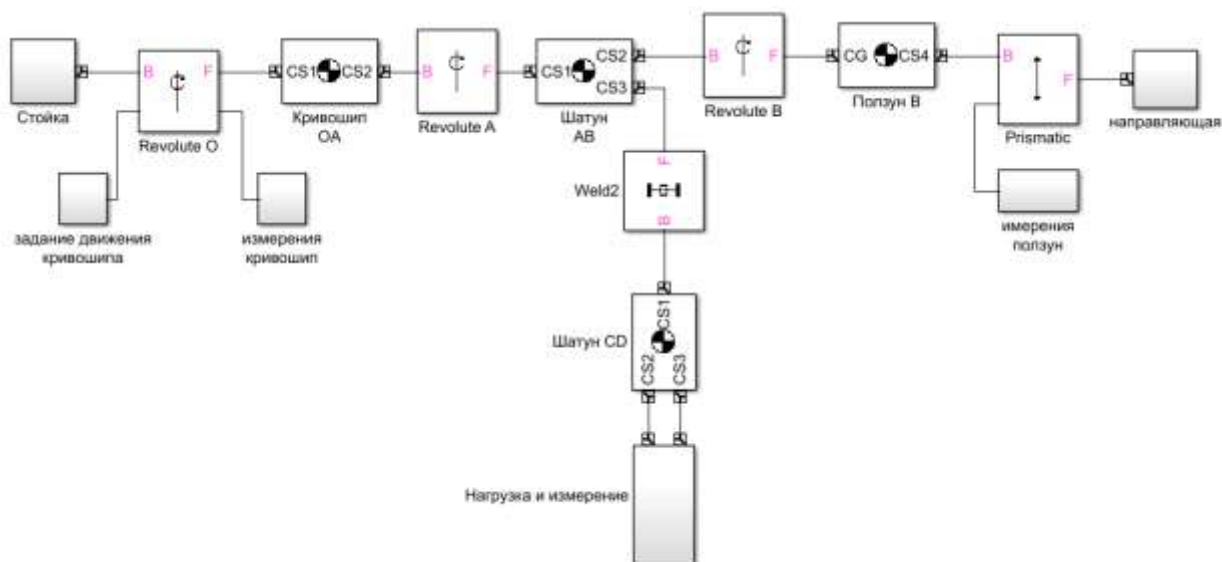 B F
Стойка
Revolute O
CS1 CS2
Кривошип
OA
B F
Revolute A
CS1
CS2
CS3
Шатун
AB
B F
Revolute B
CG CS4
Ползун B
B
F
Prismatic
направляющая
задание движения
кривошипа
измерения
кривошип
Weld2
F
B
имерения
ползун
Шатун CD
CS1
CS2
CS3
Нагрузка и измерение